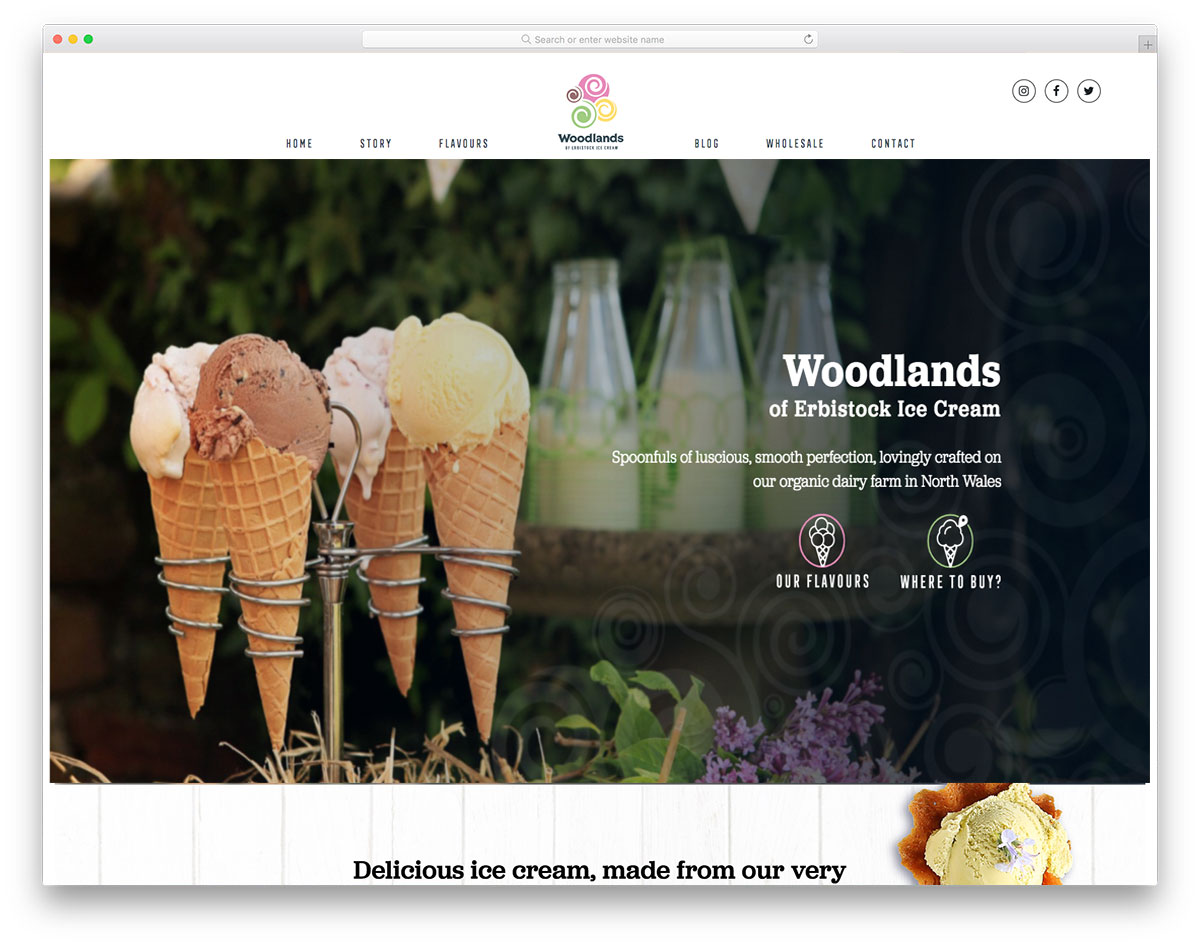 Search or enter website name
Woodlands
OF ERBISTOCK ICE CREAM
HOME STORY FLAVOURS BLOG WHOLESALE CONTACT
Woodlands
of Erbistock Ice Cream
Spoonfuls of luscious, smooth perfection, lovingly crafted on
our organic dairy farm in North Wales
OUR FLAVOURS WHERE TO BUY?
Delicious ice cream, made from our very